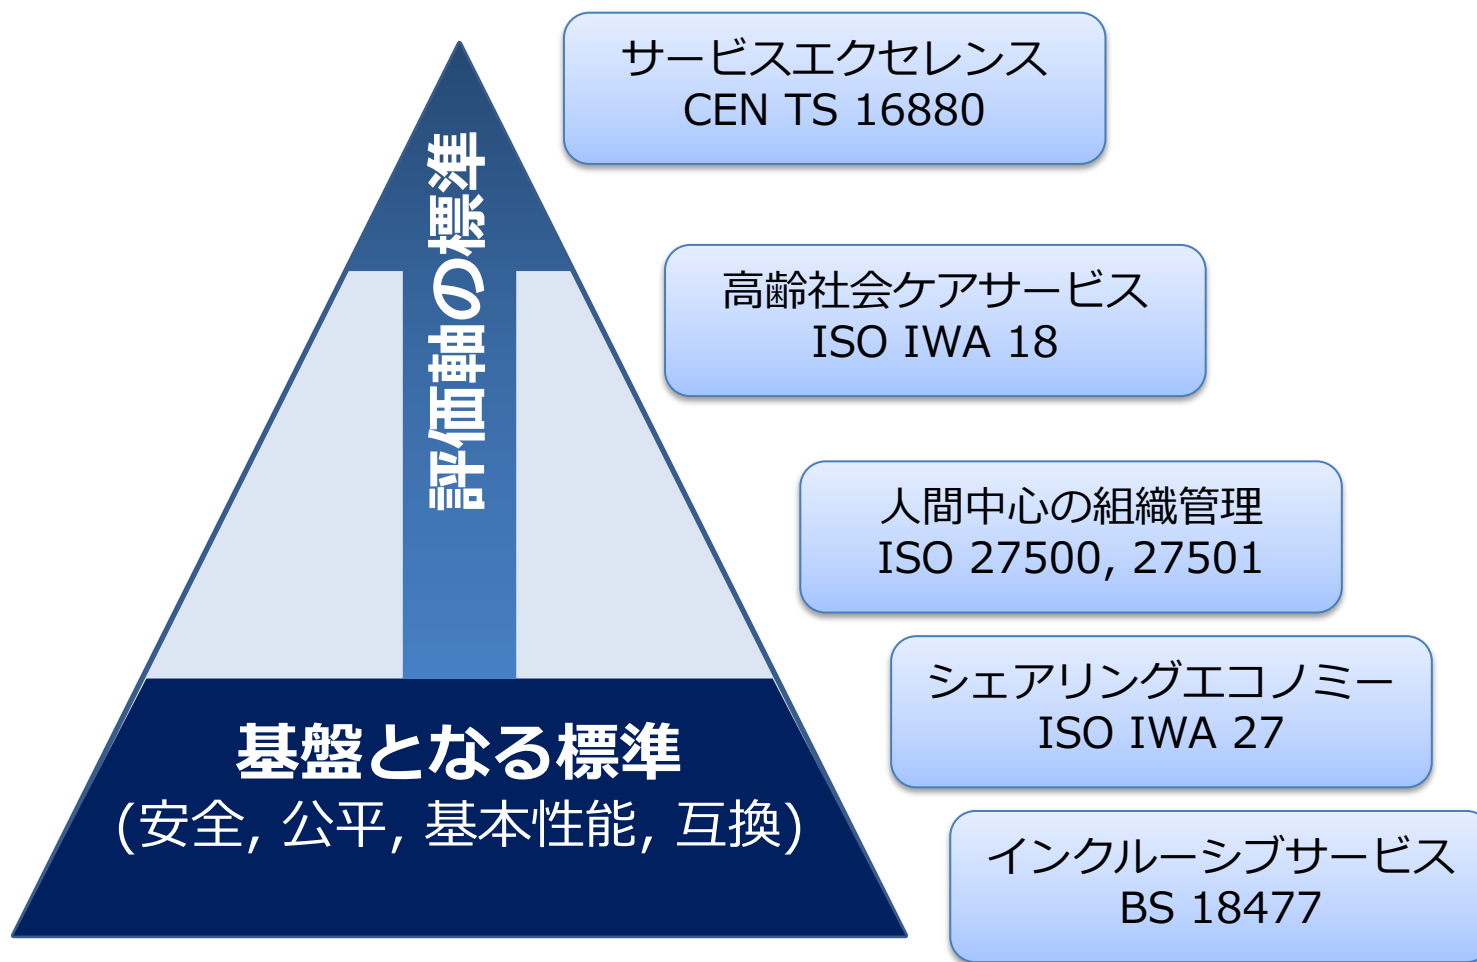 サービスエクセレンス
CEN TS 16880
評価軸の標準
高齢社会ケアサービス
ISO IWA 18
人間中心の組織管理
ISO 27500, 27501
シェアリングエコノミー
ISO IWA 27
基盤となる標準
(安全, 公平, 基本性能, 互換)
インクルーシブサービス
BS 18477